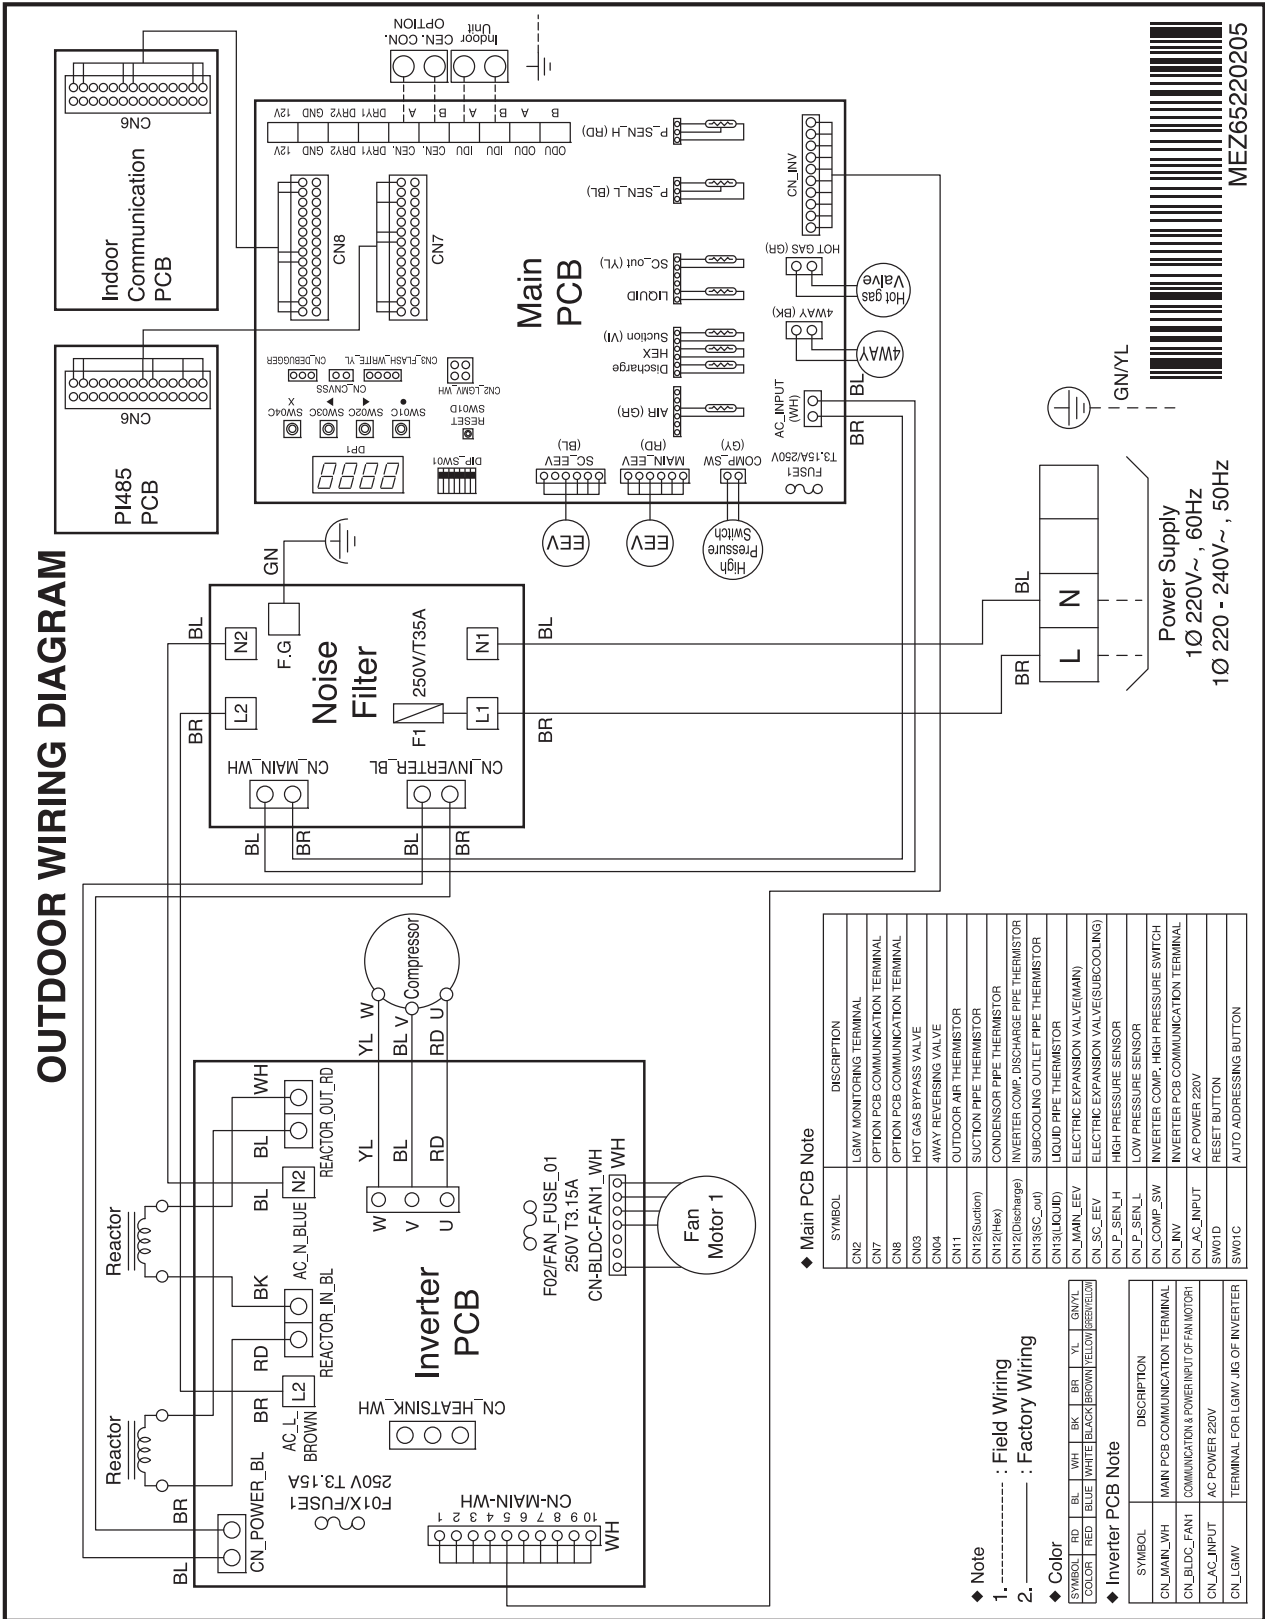 OUTDOOR WIRING DIAGRAM
Reactor
Reactor
BL
BR
CN_POWER_BL
BR
AC_L_
BROWN
L2
RD
BK
REACTOR_IN_BL
BL
AC_N_BLUE
N2
BL
WH
REACTOR_OUT_RD
F01X/FUSE1
250V T3.15A
CN_HEATSINK_WH
Inverter
PCB
CN-MAIN-WH
1 2 3 4 5 6 7 8 9 10
WH
W
V
U
YL
BL
RD
YL W
BL V
RD U
Compressor
F02/FAN_FUSE_01
250V T3.15A
CN-BLDC-FAN1_WH
WH
Fan
Motor 1
BR
BL
L2
N2
F.G
GN
Noise
Filter
CN_MAIN_WH
CN_INVERTER_BL
F1
250V/T35A
L1
N1
BL
BR
BL
BR
BR
BL
PI485
PCB
CN6
Indoor
Communication
PCB
CN6
Main
PCB
CN8
CN7
12V GND DRY2 DRY1 A B A B A B
12V GND DRY2 DRY1 CEN. CEN. IDU IDU ODU ODU
CEN. CON.
OPTION
Indoor
Unit
DP1
SW04C SW03C SW02C SW01C
X ◀ ▶ ●
CN_DEBUGGER
CN_CNVSS
CN3_FLASH_WRITE_YL
CN2_LGMV_WH
SW01D
RESET
DIP_SW01
SC_EEV
(BL)
EEV
MAIN_EEV
(RD)
EEV
COMP_SW
(GY)
High
Pressure
Switch
FUSE1
T3.15A/250V
AIR (GR)
Discharge
HEX
Suction (VI)
LIQUID
SC_out (YL)
P_SEN_L (BL)
P_SEN_H (RD)
CN_INV
HOT GAS (GR)
Hot gas
Valve
4WAY (BK)
4WAY
AC_INPUT
(WH)
BR
BL
BR
BL
L
N
Power Supply
1Ø 220V~ , 60Hz
1Ø 220 - 240V~ , 50Hz
GN/YL
MEZ65220205
◆ Note
1. ------------ : Field Wiring
2. ———— : Factory Wiring
◆ Color
SYMBOL RD BL WH BK BR YL GN/YL
COLOR RED BLUE WHITE BLACK BROWN YELLOW GREEN/YELLOW
◆ Inverter PCB Note
SYMBOL DISCRIPTION
CN_MAIN_WH MAIN PCB COMMUNICATION TERMINAL
CN_BLDC_FAN1 COMMUNICATION & POWER INPUT OF FAN MOTOR1
CN_AC_INPUT AC POWER 220V
CN_LGMV TERMINAL FOR LGMV JIG OF INVERTER
◆ Main PCB Note
SYMBOL DISCRIPTION
CN2 LGMV MONITORING TERMINAL
CN7 OPTION PCB COMMUNICATION TERMINAL
CN8 OPTION PCB COMMUNICATION TERMINAL
CN03 HOT GAS BYPASS VALVE
CN04 4WAY REVERSING VALVE
CN11 OUTDOOR AIR THERMISTOR
CN12(Suction) SUCTION PIPE THERMISTOR
CN12(Hex) CONDENSOR PIPE THERMISTOR
CN12(Discharge) INVERTER COMP. DISCHARGE PIPE THERMISTOR
CN13(SC_out) SUBCOOLING OUTLET PIPE THERMISTOR
CN13(LIQUID) LIQUID PIPE THERMISTOR
CN_MAIN_EEV ELECTRIC EXPANSION VALVE(MAIN)
CN_SC_EEV ELECTRIC EXPANSION VALVE(SUBCOOLING)
CN_P_SEN_H HIGH PRESSURE SENSOR
CN_P_SEN_L LOW PRESSURE SENSOR
CN_COMP_SW INVERTER COMP. HIGH PRESSURE SWITCH
CN_INV INVERTER PCB COMMUNICATION TERMINAL
CN_AC_INPUT AC POWER 220V
SW01D RESET BUTTON
SW01C AUTO ADDRESSING BUTTON